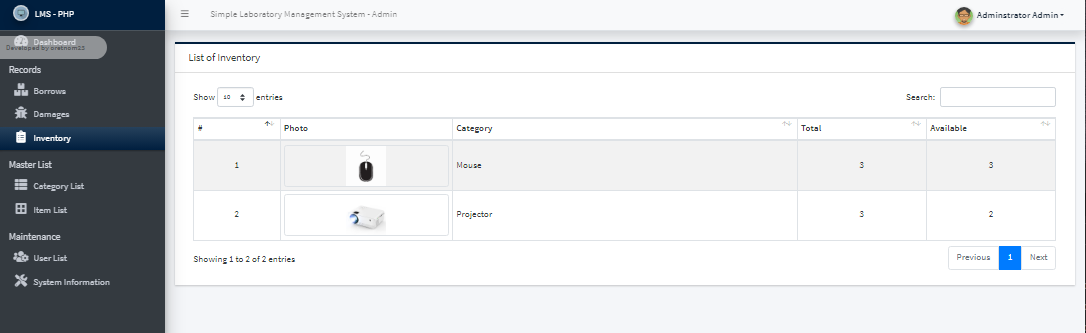 LMS - PHP
Simple Laboratory Management System - Admin
Adminstrator Admin
Dashboard
Developed by oretnom23
Records
Borrows
Damages
Inventory
Master List
Category List
Item List
Maintenance
User List
System Information
List of Inventory
Show 10 entries
Search:
# Photo Category Total Available
1 Mouse 3 3
2 Projector 3 2
Showing 1 to 2 of 2 entries
Previous 1 Next